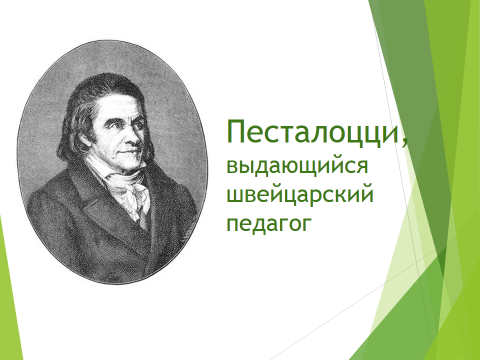 Песталоцци,
выдающийся
швейцарский
педагог